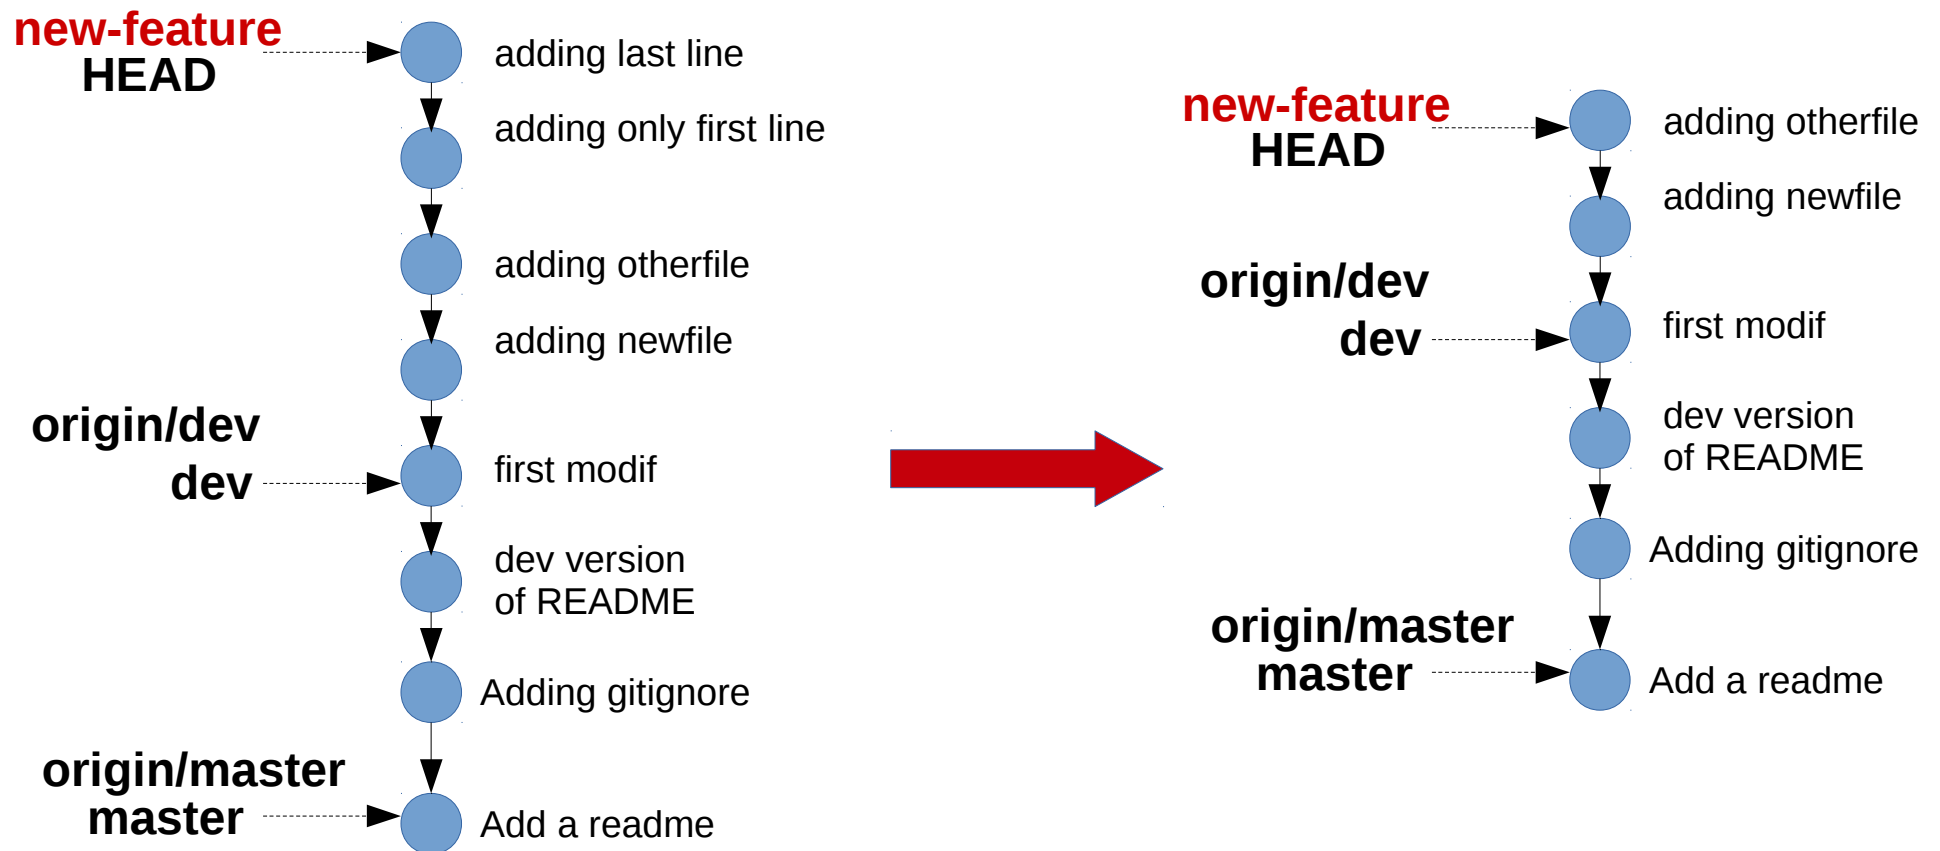 new-feature
HEAD
adding last line
adding only first line
adding otherfile
adding newfile
origin/dev
dev
first modif
dev version
of README
Adding gitignore
origin/master
master
Add a readme
new-feature
HEAD
adding otherfile
adding newfile
origin/dev
dev
first modif
dev version
of README
Adding gitignore
origin/master
master
Add a readme